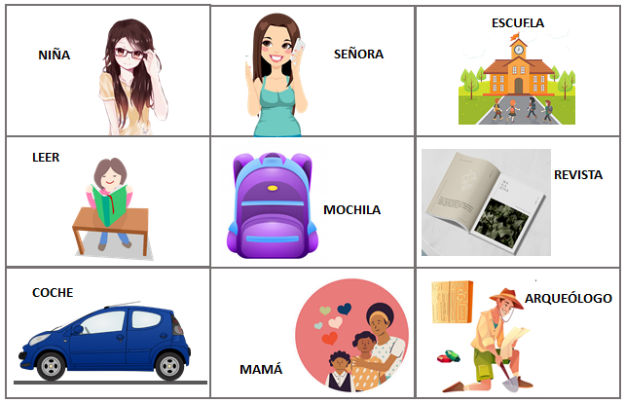 NIÑA
SEÑORA
ESCUELA
LEER
MOCHILA
REVISTA
COCHE
MAMÁ
ARQUEÓLOGO